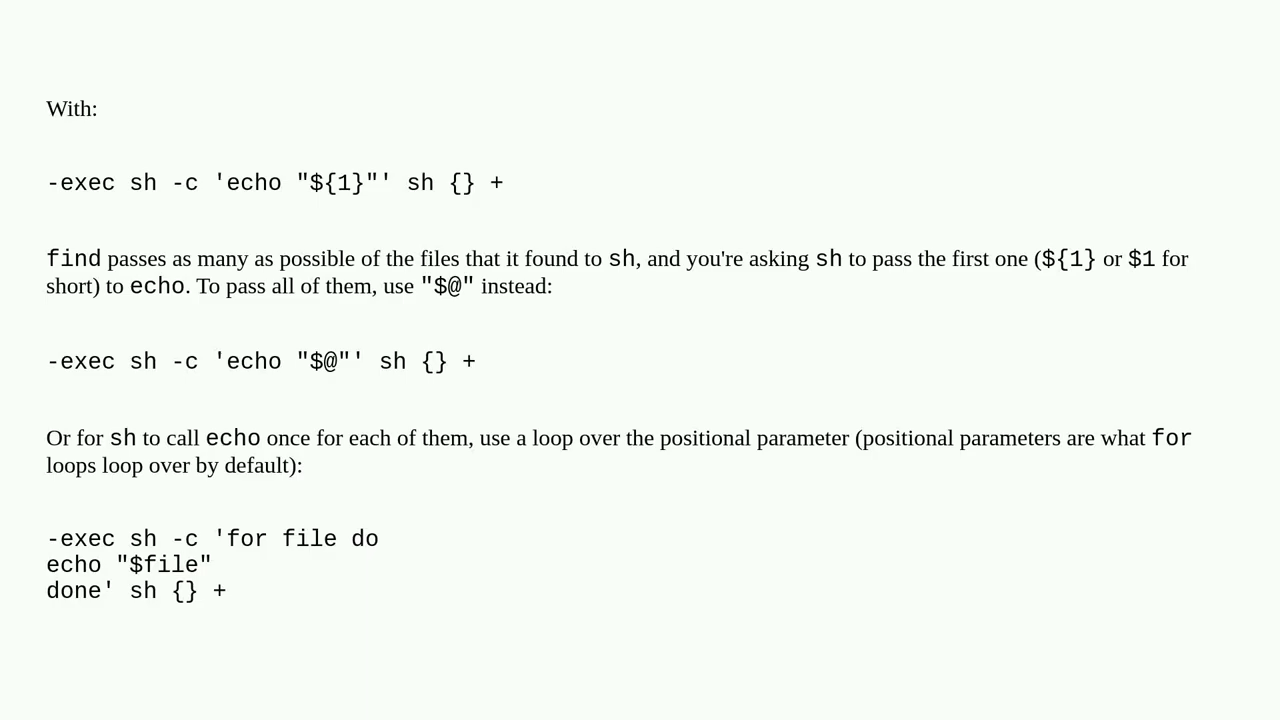 With:
-exec sh -c 'echo "${1}"' sh {} +
find passes as many as possible of the files that it found to sh, and you're asking sh to pass the first one (${1} or $1 for
short) to echo. To pass all of them, use "$@" instead:
-exec sh -c 'echo "$@"' sh {} +
Or for sh to call echo once for each of them, use a loop over the positional parameter (positional parameters are what for
loops loop over by default):
-exec sh -c 'for file do
echo "$file"
done' sh {} +